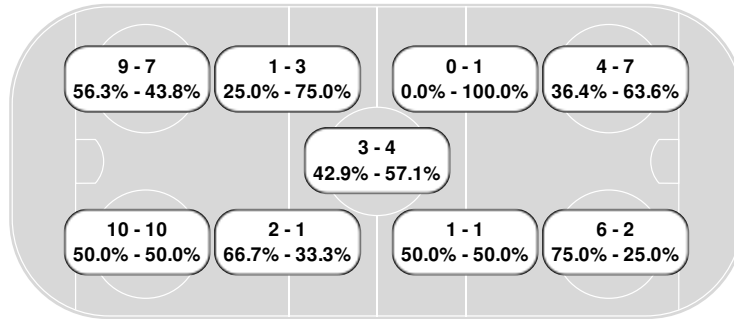 9 - 7
56.3% - 43.8%
1 - 3
25.0% - 75.0%
0 - 1
0.0% - 100.0%
4 - 7
36.4% - 63.6%
3 - 4
42.9% - 57.1%
10 - 10
50.0% - 50.0%
2 - 1
66.7% - 33.3%
1 - 1
50.0% - 50.0%
6 - 2
75.0% - 25.0%